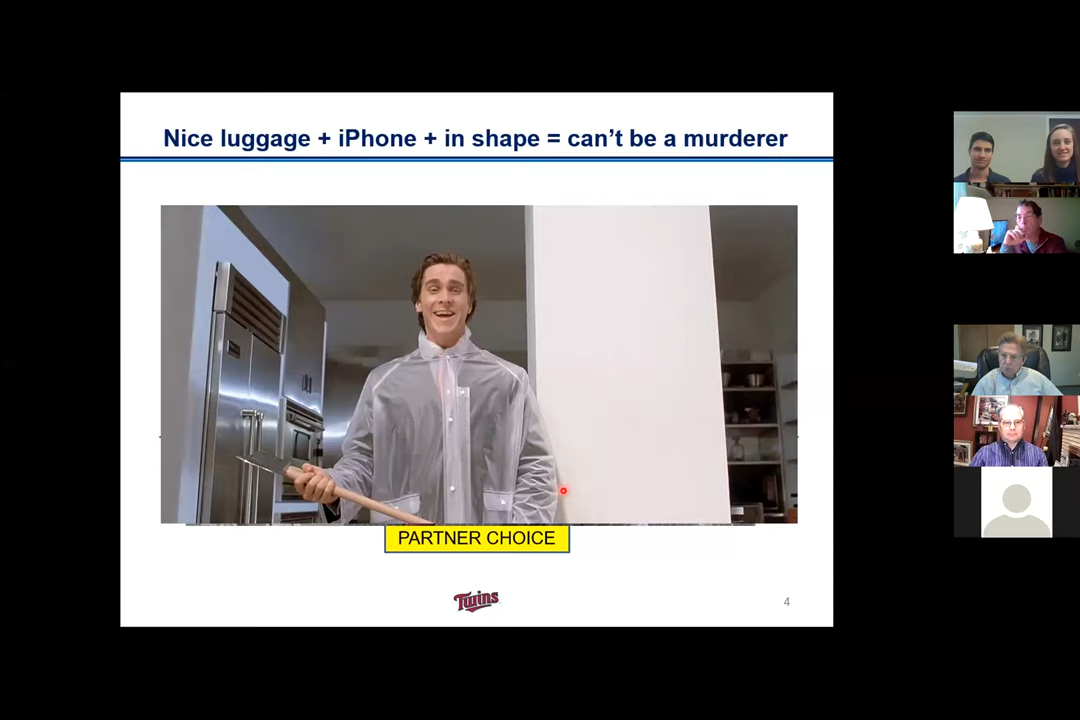 Nice luggage + iPhone + in shape = can’t be a murderer
PARTNER CHOICE
Twins
4